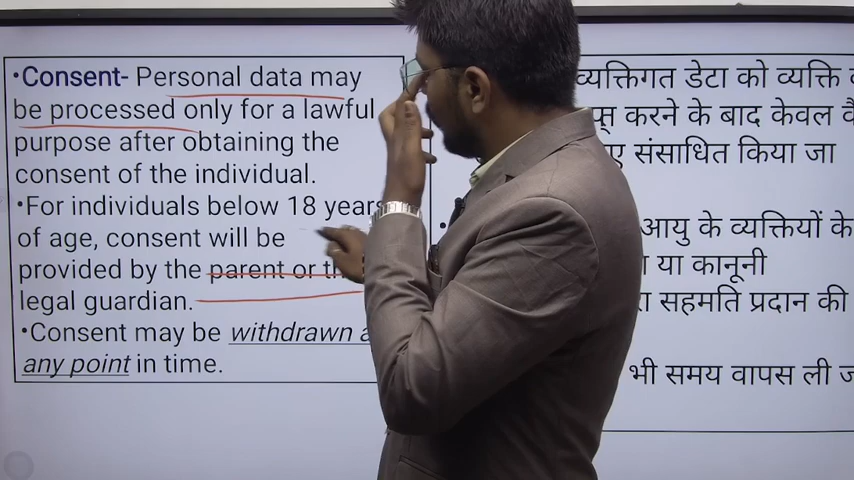 •Consent- Personal data may
be processed only for a lawful
purpose after obtaining the
consent of the individual.
•For individuals below 18 years
of age, consent will be
provided by the parent or
legal guardian.
•Consent may be withdrawn
any point in time.
व्यक्तिगत डेटा को व्यक्ति
करने के बाद केवल
संसाधित किया जा
आयु के व्यक्तियों के
या कानूनी
सहमति प्रदान की
भी समय वापस ली